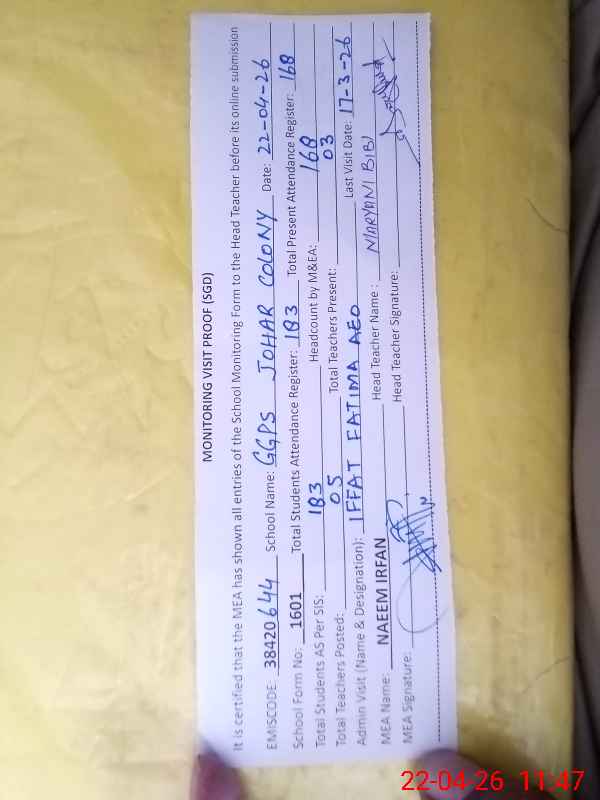 MONITORING VISIT PROOF (SGD)
It is certified that the MEA has shown all entries of the School Monitoring Form to the Head Teacher before its online submission
EMISCODE: 38420644 School Name: GGPS JOHAR COLONY Date: 22-04-26
School Form No: 1601 Total Students Attendance Register: 183 Total Present Attendance Register: 168
Total Students AS Per SIS: 183 Headcount by M&EA: 168
Total Teachers Posted: 05 Total Teachers Present: 03
Admin Visit (Name & Designation): IFFAT FATIMA AEO Last Visit Date: 17-3-26
MEA Name: NAEEM IRFAN Head Teacher Name : MARYAM BIBI
MEA Signature: Head Teacher Signature:
22-04-26 11:47